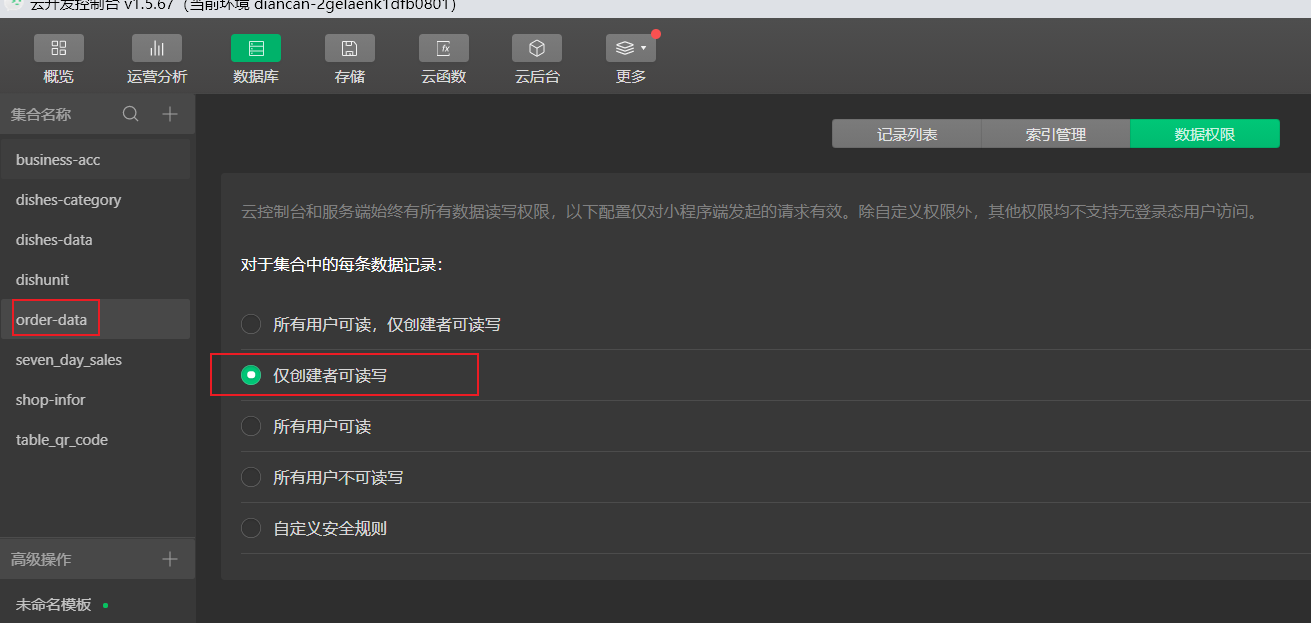 云开发控制台 v1.5.67 (当前环境 diancan-2gelaenk1dfb0801)
概览 运营分析 数据库 存储 云函数 云后台 更多
集合名称
business-acc
dishes-category
dishes-data
dishunit
order-data
seven_day_sales
shop-infor
table_qr_code
高级操作
未命名模板
记录列表 索引管理 数据权限
云控制台和服务端始终有所有数据读写权限，以下配置仅对小程序端发起的请求有效。除自定义权限外，其他权限均不支持无登录态用户访问。
对于集合中的每条数据记录：
所有用户可读，仅创建者可读写
仅创建者可读写
所有用户可读
所有用户不可读写
自定义安全规则